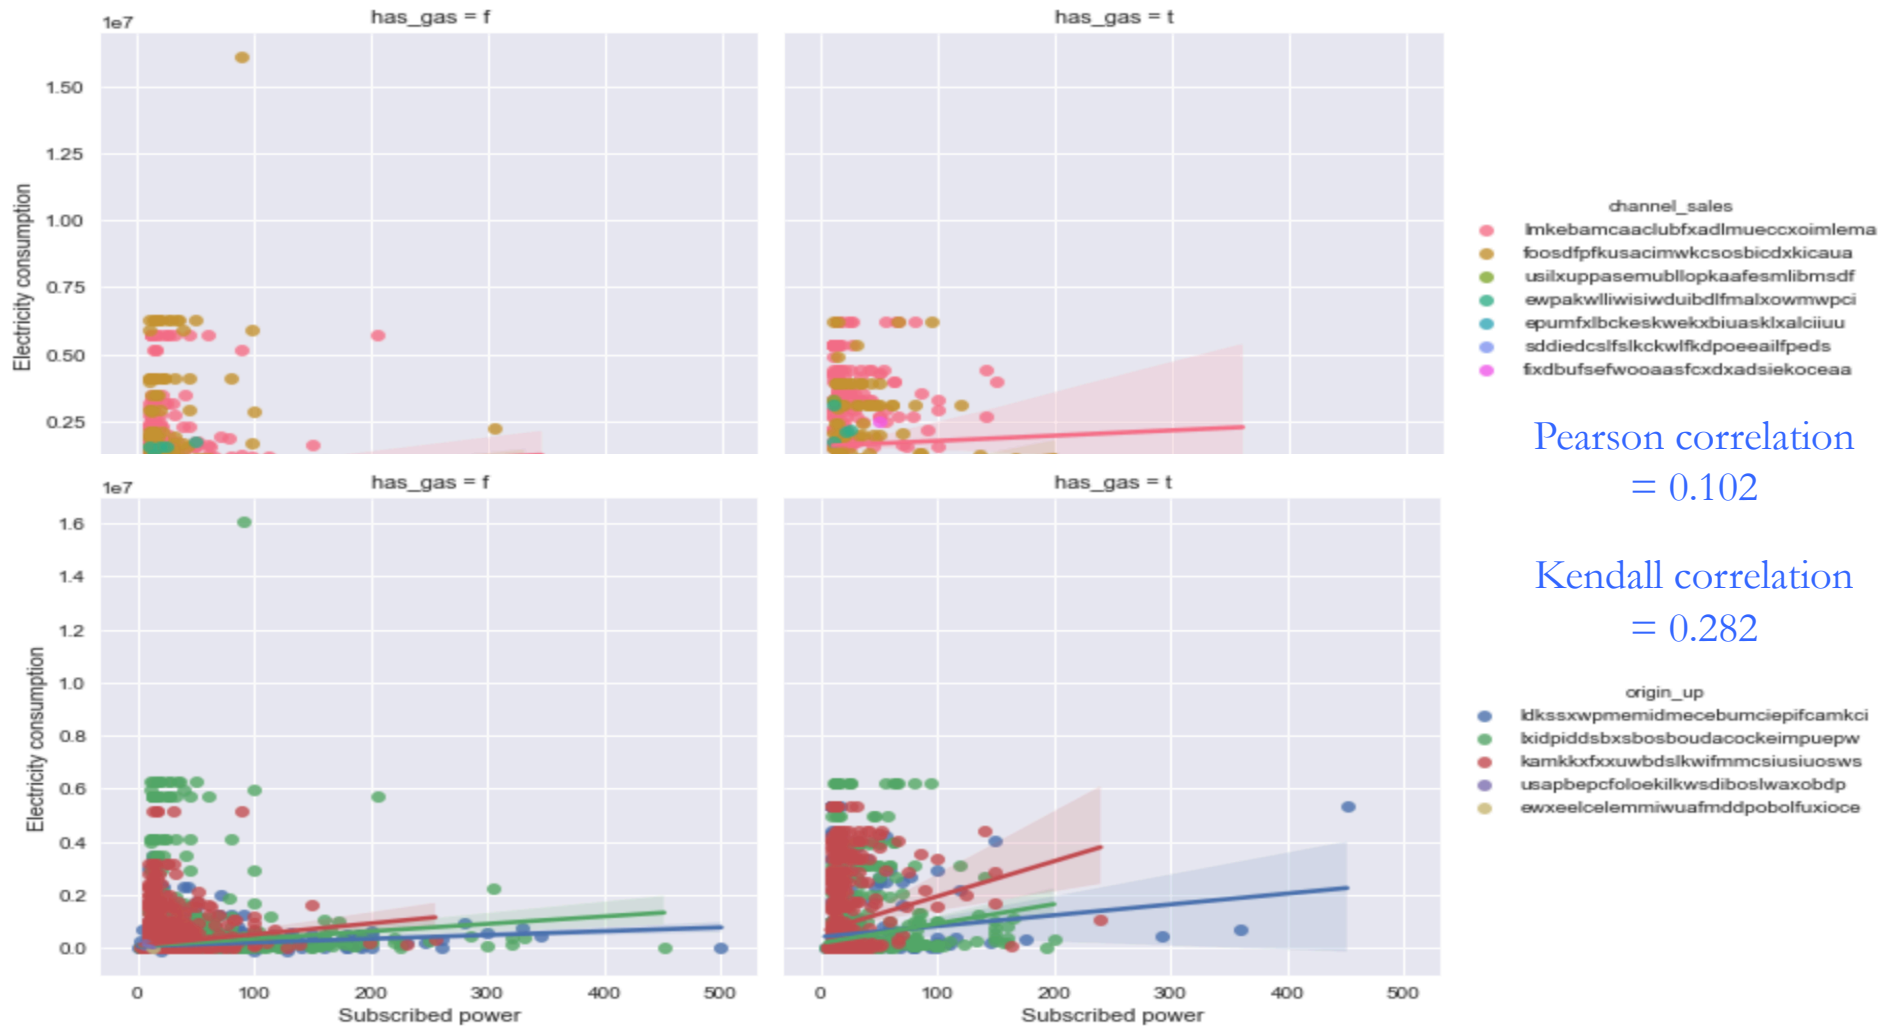 has_gas = f
has_gas = t
1e7
1.50
1.25
1.00
0.75
0.50
0.25
Electricity consumption
channel_sales
lmkebamcaaclubfxadlmueccxoimlema
foosdfpfkusacimwkcsosbicdxkicaua
usilxuppasemubllopkaafesmlibmsdf
ewpakwlliwisiwduibdlfmalxowmwpci
epumfxlbckeskwekxbiuasklxalciiuu
sddiedcslfslkckwlfkdpoeeailfpeds
fixdbufsefwooaasfcxdxadsiekoceaa
Pearson correlation
= 0.102
Kendall correlation
= 0.282
has_gas = f
has_gas = t
1e7
1.6
1.4
1.2
1.0
0.8
0.6
0.4
0.2
0.0
Electricity consumption
0 100 200 300 400 500
Subscribed power
0 100 200 300 400 500
Subscribed power
origin_up
ldkssxwpmemidmecebumciepifcamkci
lxidpiddsbxsbosboudacockeimpuepw
kamkkxfxxuwbdslkwifmmcsiusiuosws
usapbepcfoloekilkwsdiboslwaxobdp
ewxeelcelemmiwuafmddpobolfuxioce